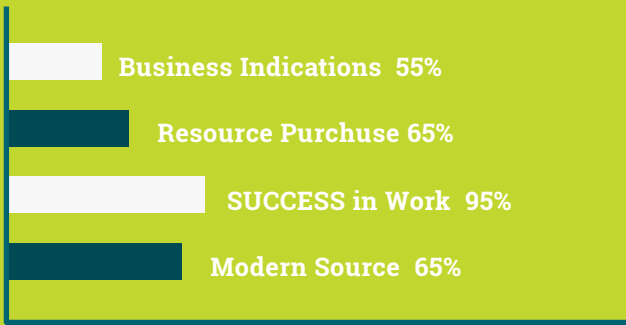 Business Indications 55%
Resource Purchuse 65%
SUCCESS in Work 95%
Modern Source 65%